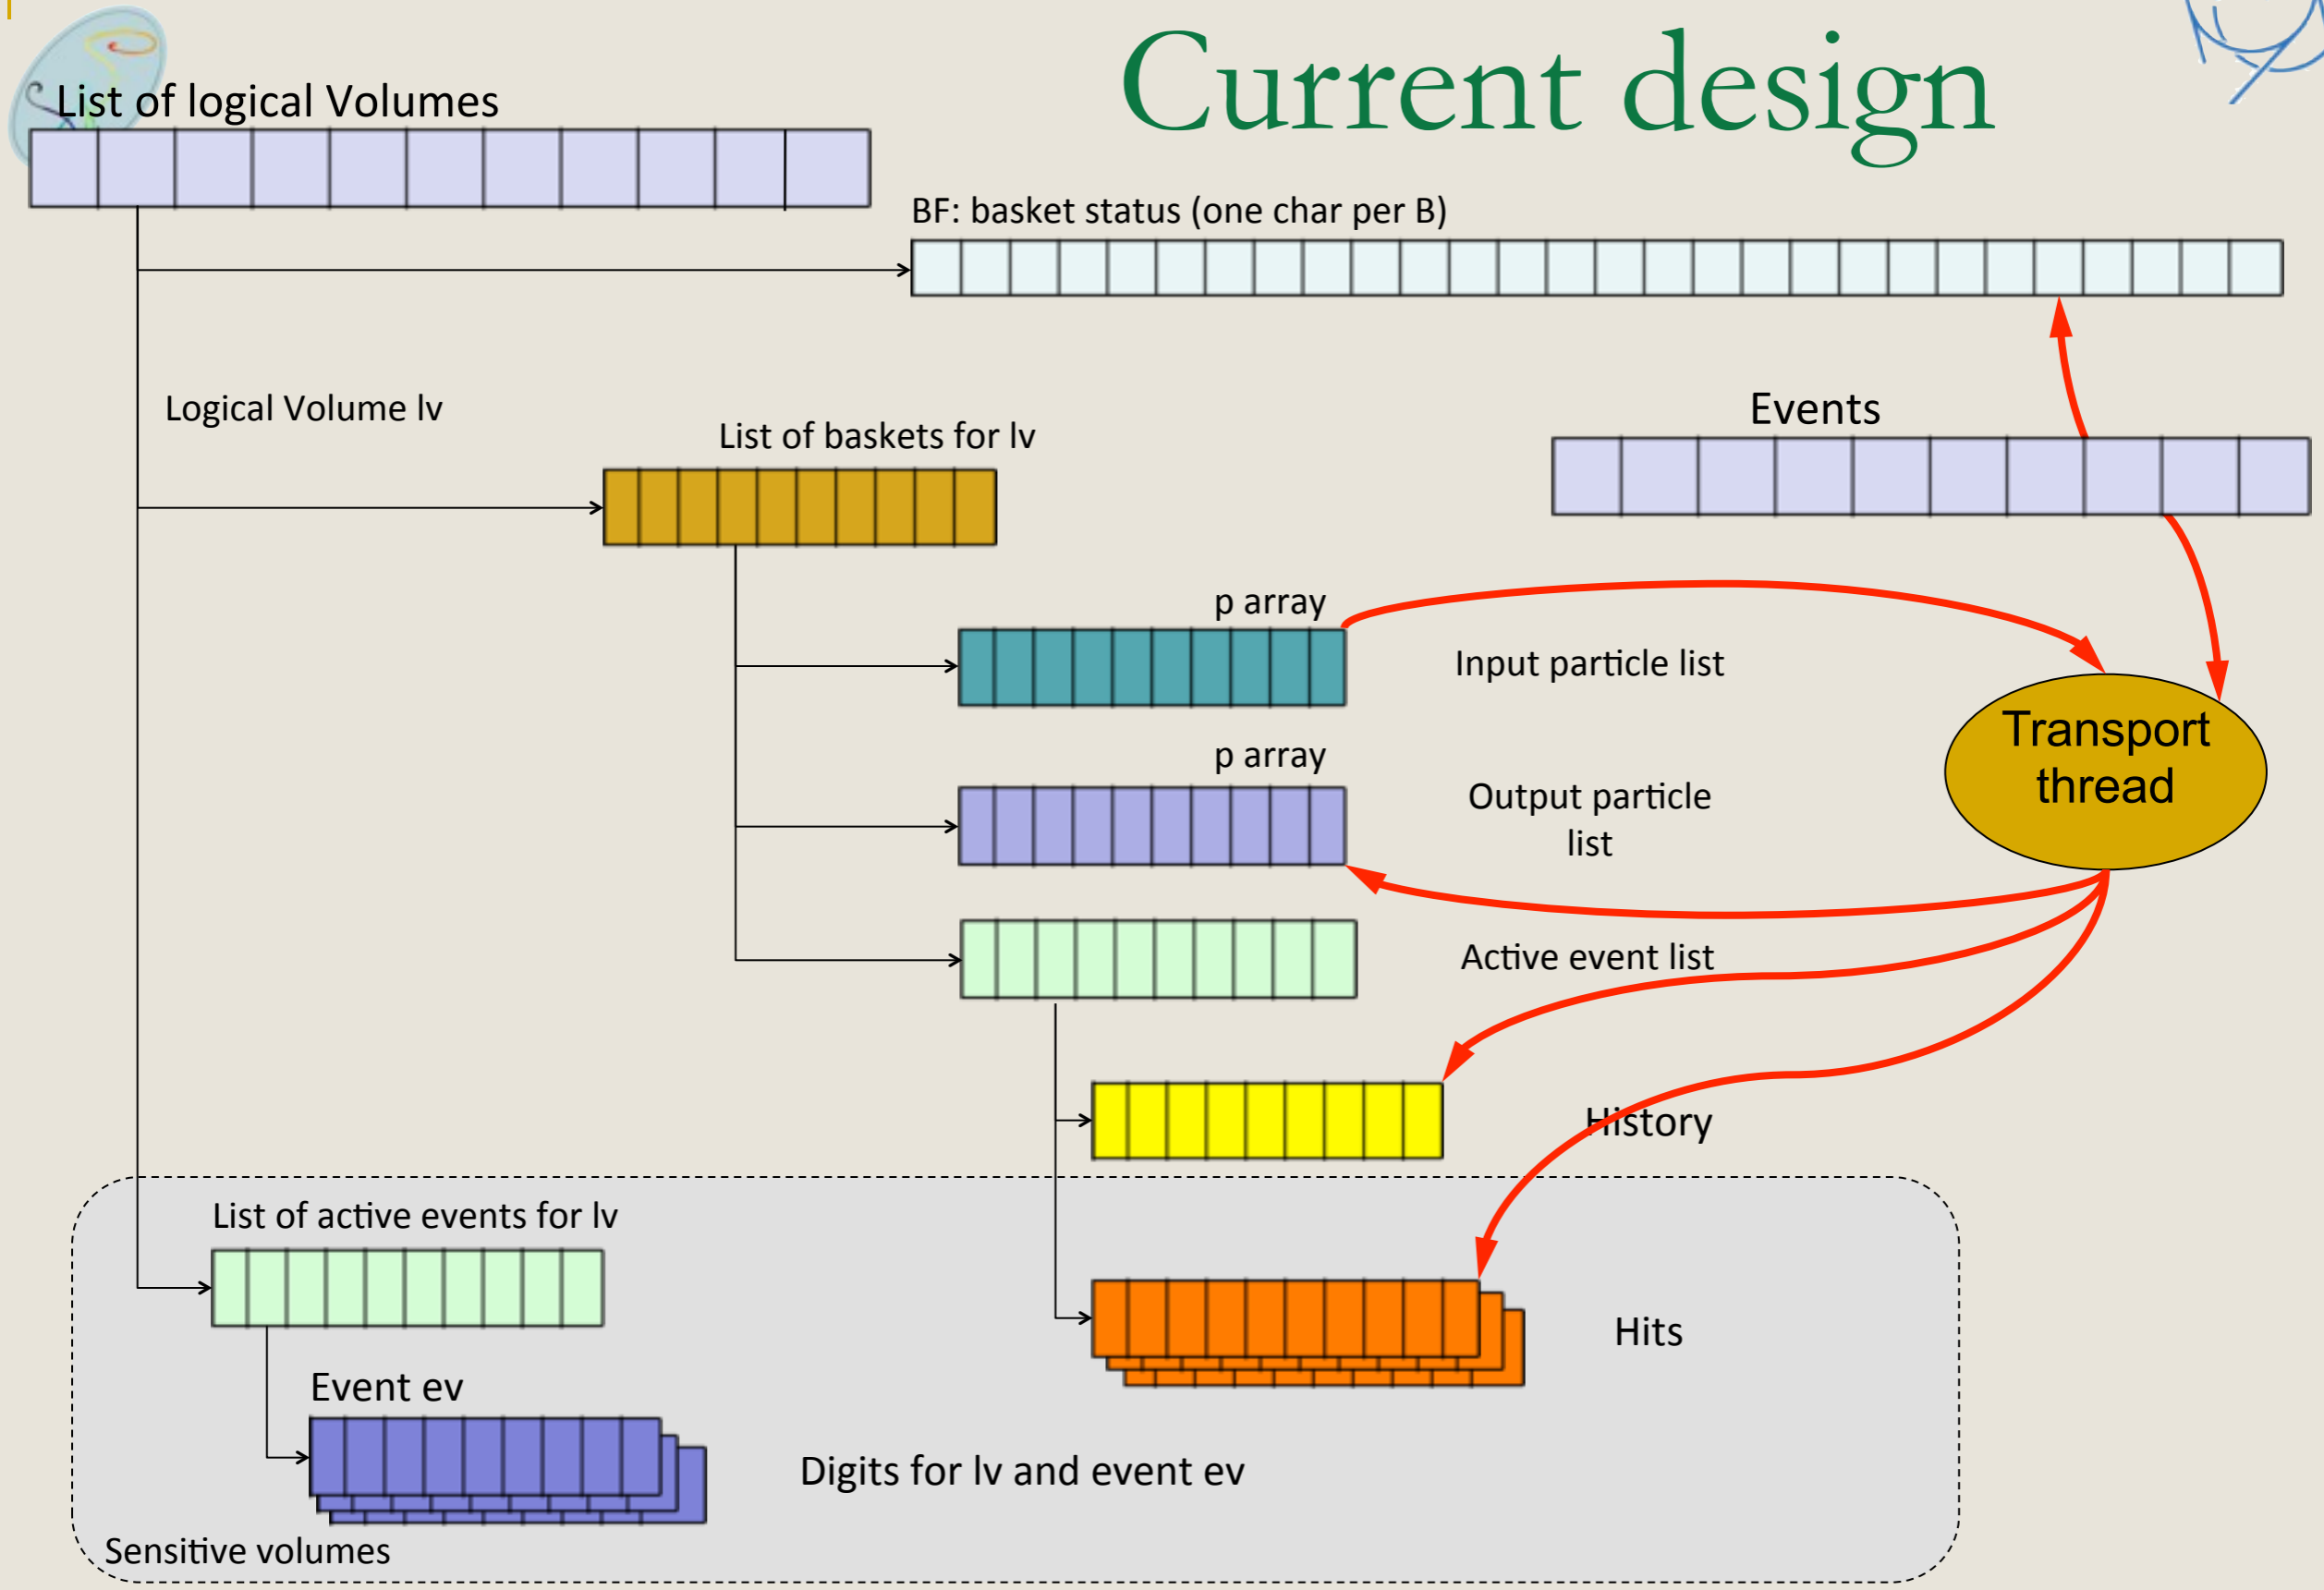 Current design
List of logical Volumes
BF: basket status (one char per B)
Logical Volume lv
List of baskets for lv
Events
p array
Input particle list
Transport
thread
p array
Output particle
list
Active event list
History
List of active events for lv
Hits
Event ev
Digits for lv and event ev
Sensitive volumes